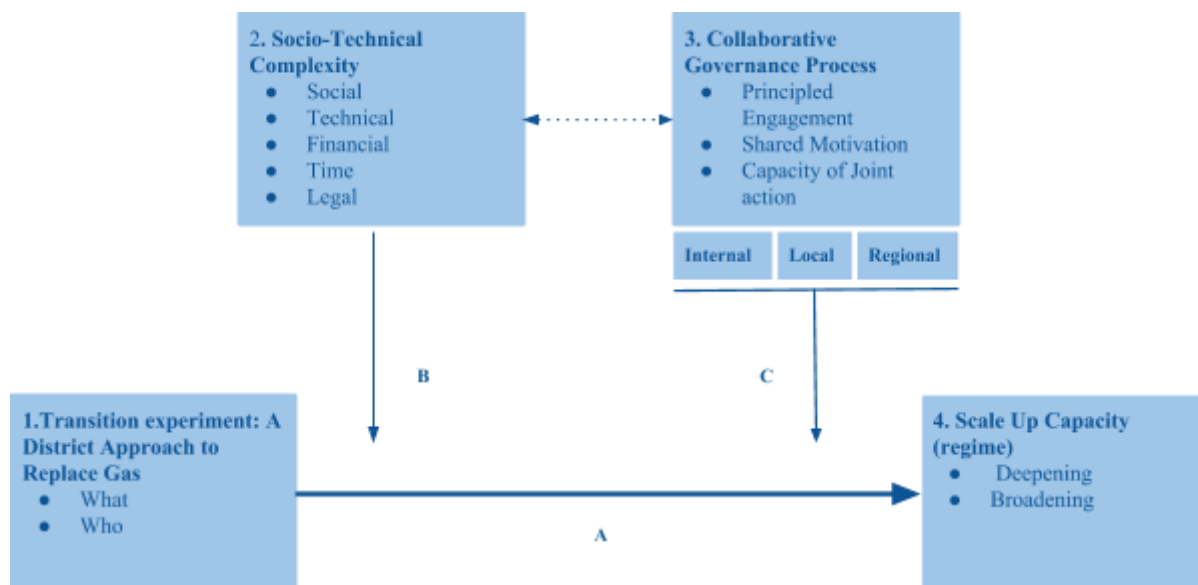 2. Socio-Technical
Complexity
● Social
● Technical
● Financial
● Time
● Legal
3. Collaborative
Governance Process
● Principled
Engagement
● Shared Motivation
● Capacity of Joint
action
Internal
Local
Regional
B
C
1.Transition experiment: A
District Approach to
Replace Gas
● What
● Who
A
4. Scale Up Capacity
(regime)
● Deepening
● Broadening